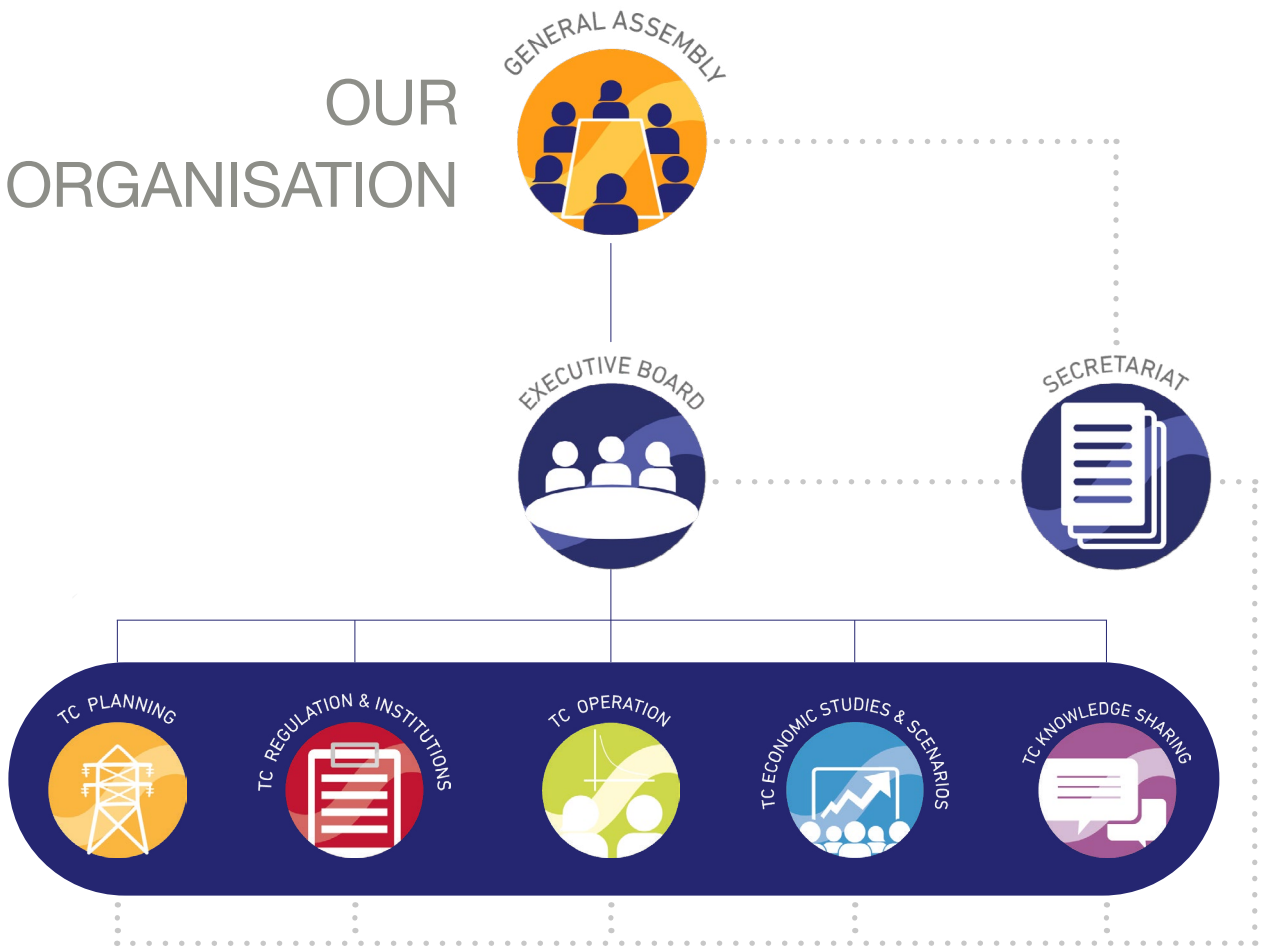 OUR
ORGANISATION
GENERAL ASSEMBLY
EXECUTIVE BOARD
SECRETARIAT
TC PLANNING
TC REGULATION & INSTITUTIONS
TC OPERATION
TC ECONOMIC STUDIES & SCENARIOS
TC KNOWLEDGE SHARING